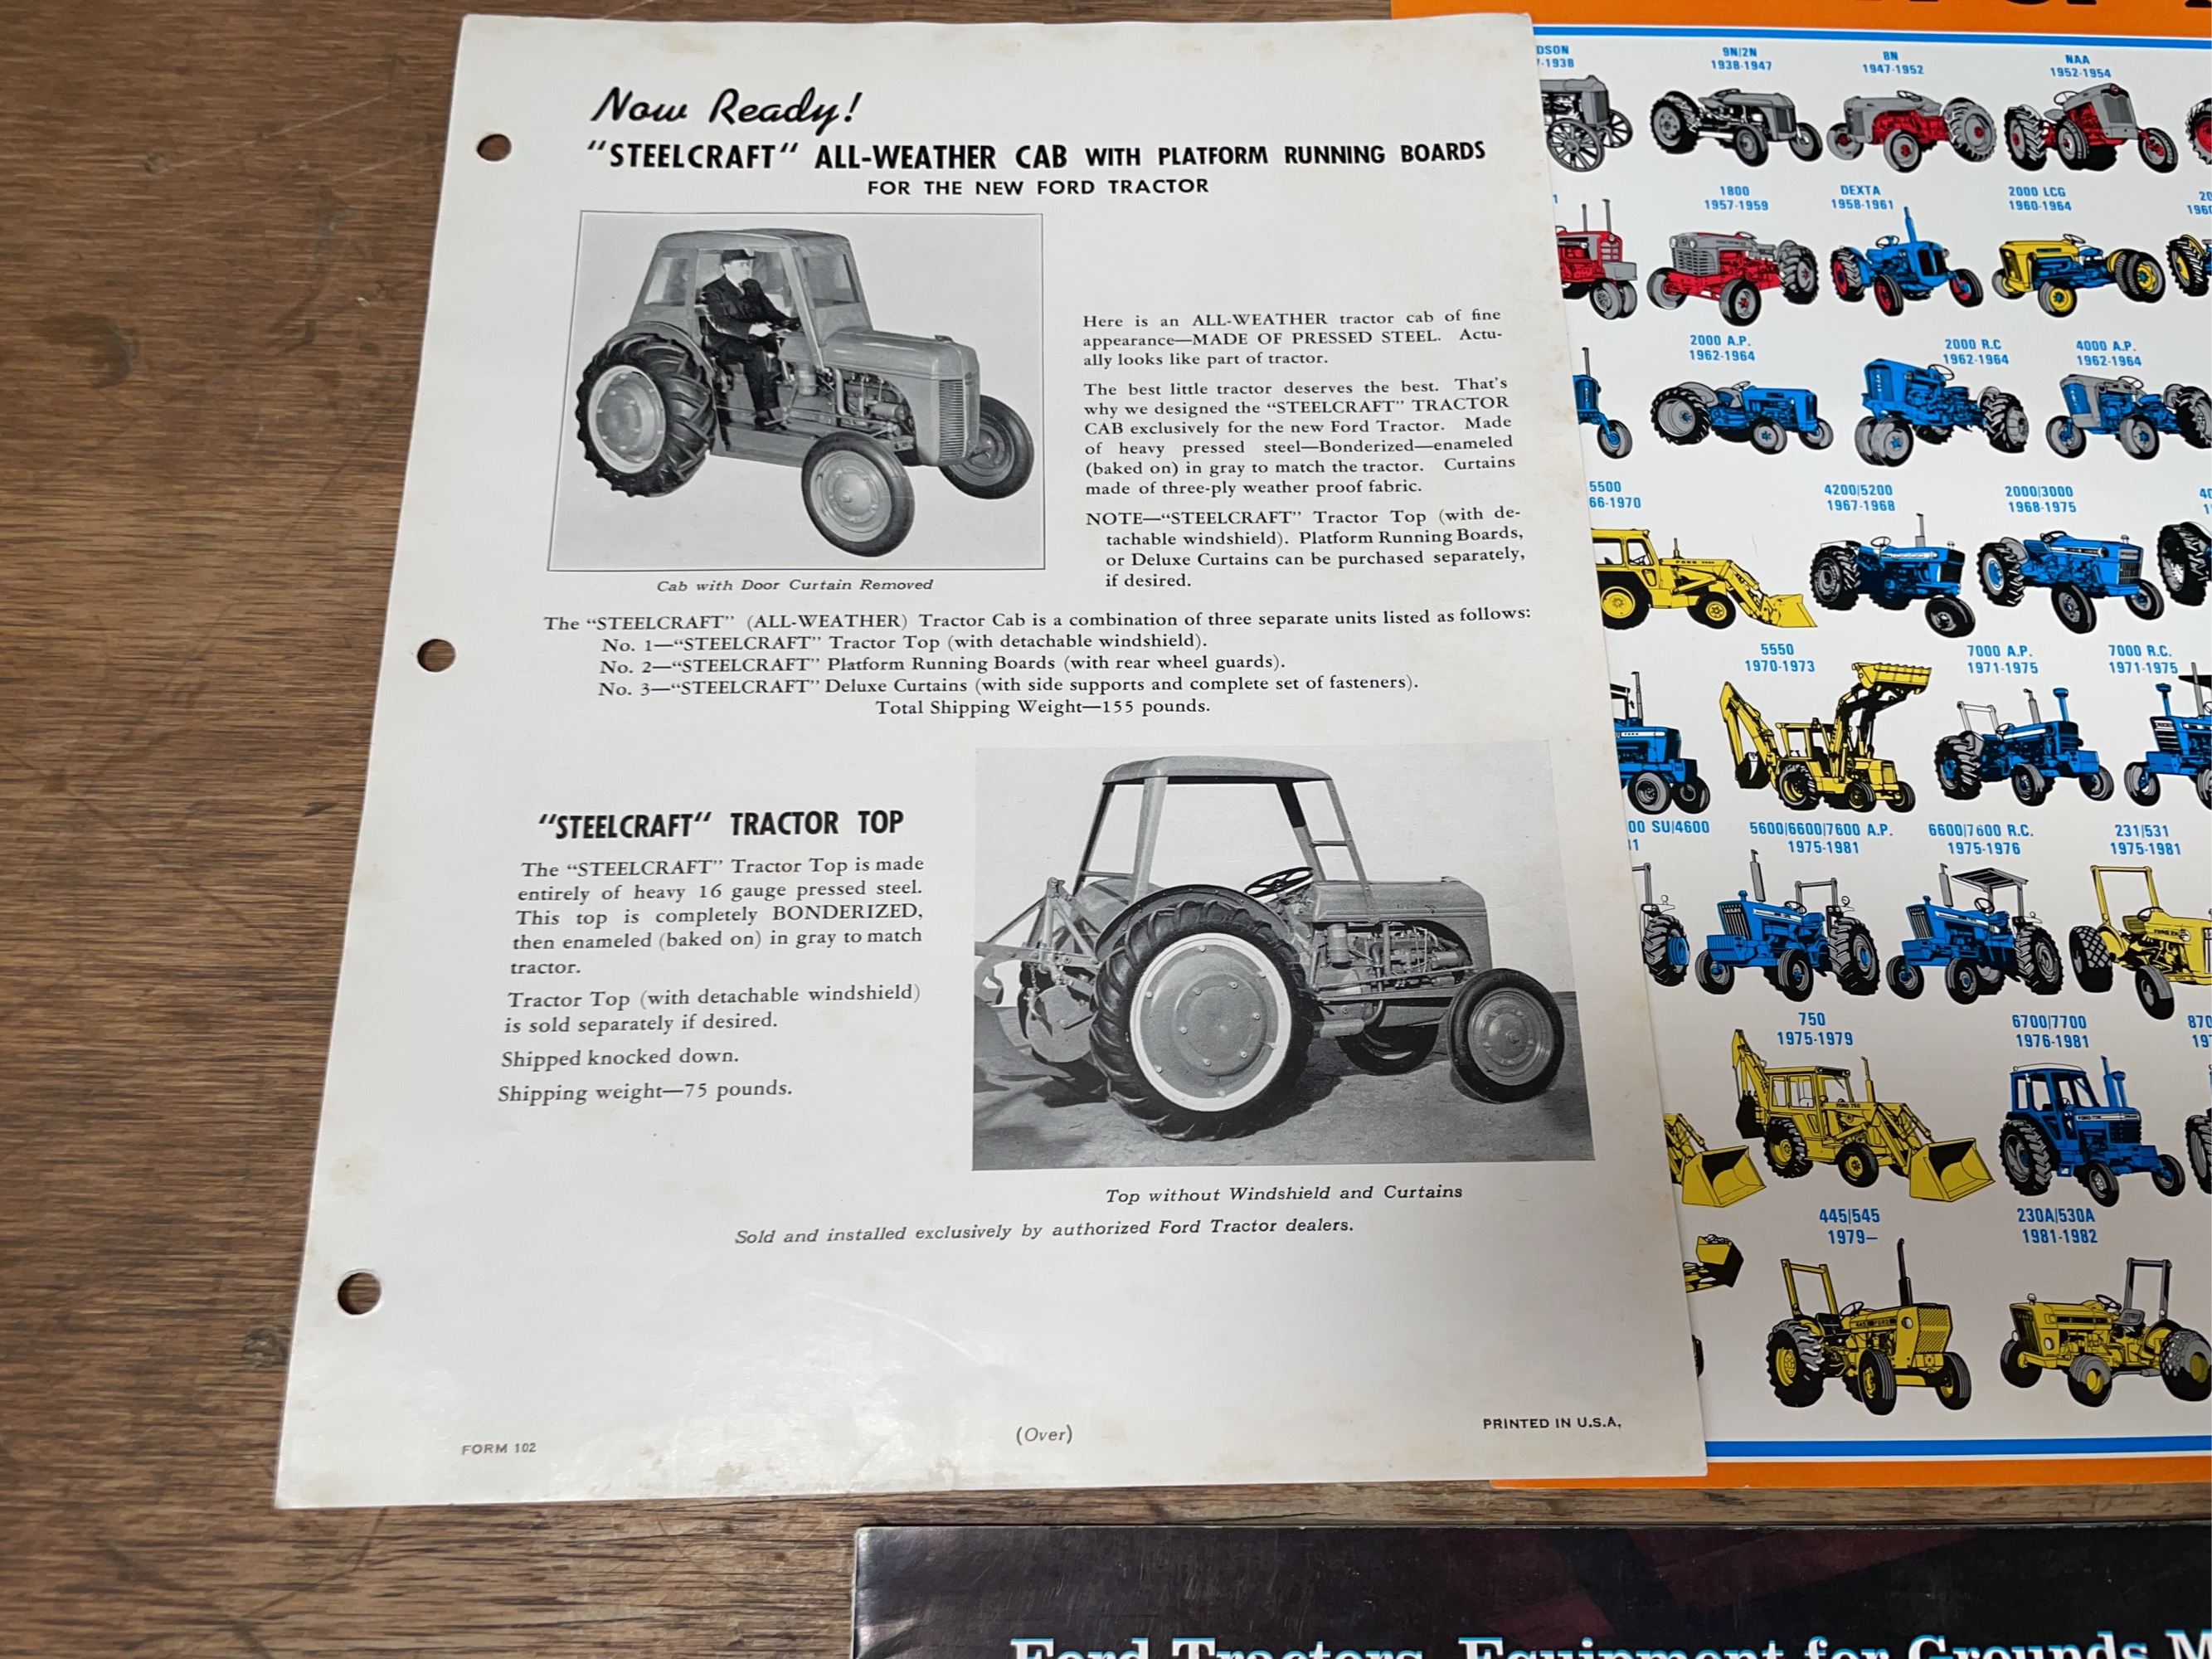 Now Ready!
"STEELCRAFT" ALL-WEATHER CAB WITH PLATFORM RUNNING BOARDS
FOR THE NEW FORD TRACTOR
Here is an ALL-WEATHER tractor cab of fine
appearance—MADE OF PRESSED STEEL. Actu-
ally looks like part of tractor.
The best little tractor deserves the best. That's
why we designed the "STEELCRAFT" TRACTOR
CAB exclusively for the new Ford Tractor. Made
of heavy pressed steel—Bonderized—enameled
(baked on) in gray to match the tractor. Curtains
made of three-ply weather proof fabric.
NOTE—"STEELCRAFT" Tractor Top (with de-
tachable windshield). Platform Running Boards,
or Deluxe Curtains can be purchased separately,
if desired.
Cab with Door Curtain Removed
The "STEELCRAFT" (ALL-WEATHER) Tractor Cab is a combination of three separate units listed as follows:
No. 1—"STEELCRAFT" Tractor Top (with detachable windshield).
No. 2—"STEELCRAFT" Platform Running Boards (with rear wheel guards).
No. 3—"STEELCRAFT" Deluxe Curtains (with side supports and complete set of fasteners).
Total Shipping Weight—155 pounds.
"STEELCRAFT" TRACTOR TOP
The "STEELCRAFT" Tractor Top is made
entirely of heavy 16 gauge pressed steel.
This top is completely BONDERIZED,
then enameled (baked on) in gray to match
tractor.
Tractor Top (with detachable windshield)
is sold separately if desired.
Shipped knocked down.
Shipping weight—75 pounds.
Top without Windshield and Curtains
Sold and installed exclusively by authorized Ford Tractor dealers.
FORM 102
(Over)
PRINTED IN U.S.A.
9N/2N 8N NAA
1938-1947 1947-1952 1952-1954
1800 DEXTA 2000 LCG
1957-1959 1958-1961 1960-1964
2000 A.P. 2000 R.C 4000 A.P.
1962-1964 1962-1964 1962-1964
5500 4200/5200 2000/3000
1967-1968 1968-1975
5550 7000 A.P. 7000 R.C.
1970-1973 1971-1975 1971-1975
SU/4600 5600/6600/7600 A.P. 6600/7600 R.C. 231/531
1975-1981 1975-1976 1975-1981
750 6700/7700
1975-1979 1976-1981
445/545 230A/530A
1979– 1981-1982
Ford Tractors, Equipment for Grounds